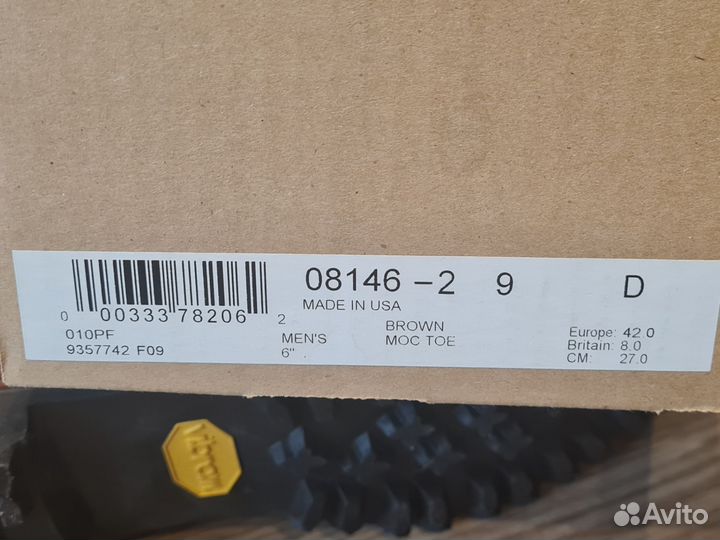 08146 -2 9 D
MADE IN USA
0 00333 78206 2
010PF
9357742 F09
MEN'S
6"
BROWN
MOC TOE
Europe: 42.0
Britain: 8.0
CM: 27.0
vibram
Avito